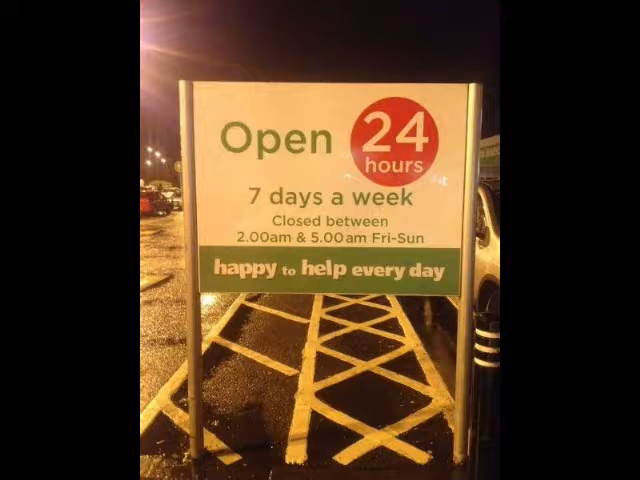 Open 24
hours
7 days a week
Closed between
2.00am & 5.00am Fri-Sun
happy to help every day